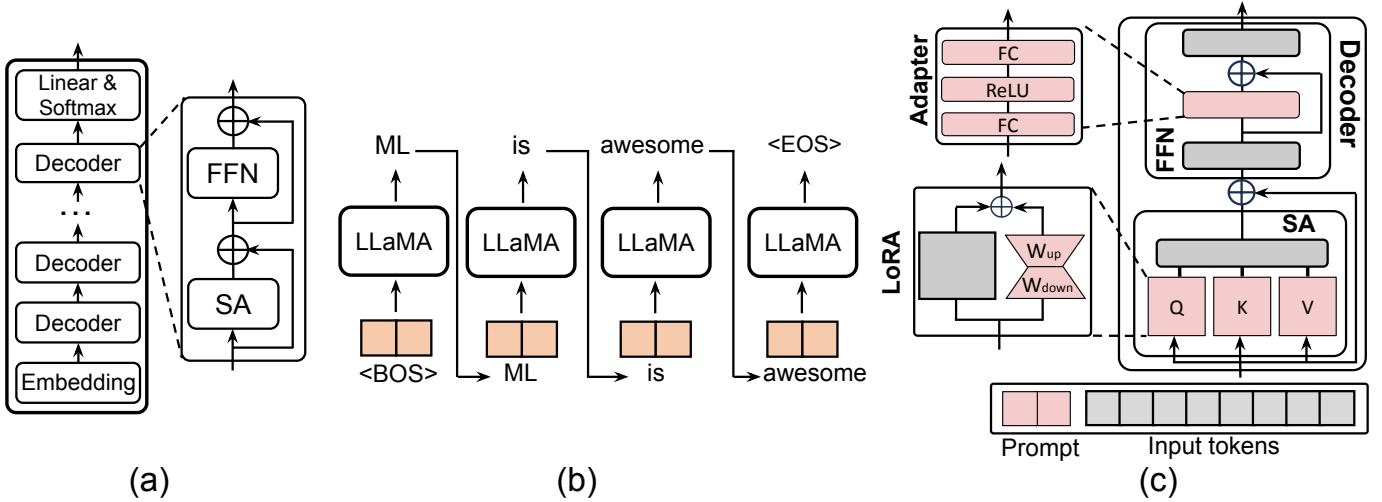 Linear &
Softmax
Decoder
...
Decoder
Decoder
Embedding
FFN
SA
(a)
ML
is
awesome
<EOS>
LLaMA
LLaMA
LLaMA
LLaMA
<BOS>
ML
is
awesome
(b)
Adapter
FC
ReLU
FC
LoRA
Wup
Wdown
Decoder
FFN
SA
Q
K
V
Prompt
Input tokens
(c)